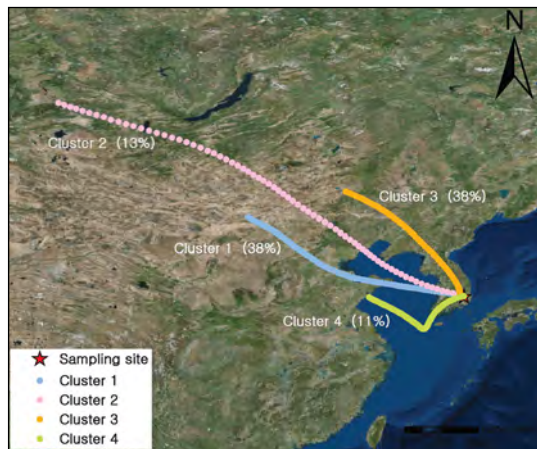 N
Cluster 2 (13%)
Cluster 3 (38%)
Cluster 1 (38%)
Cluster 4 (11%)
Sampling site
Cluster 1
Cluster 2
Cluster 3
Cluster 4